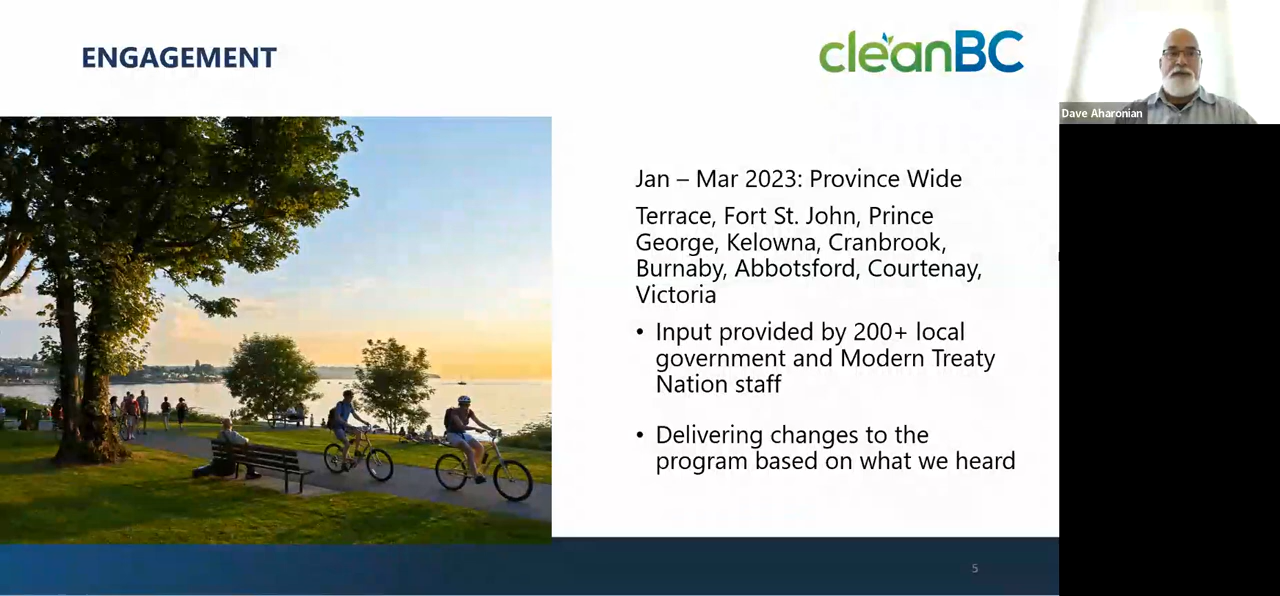 ENGAGEMENT
cleanBC
Dave Aharonian
Jan – Mar 2023: Province Wide
Terrace, Fort St. John, Prince
George, Kelowna, Cranbrook,
Burnaby, Abbotsford, Courtenay,
Victoria
• Input provided by 200+ local
government and Modern Treaty
Nation staff
• Delivering changes to the
program based on what we heard
5